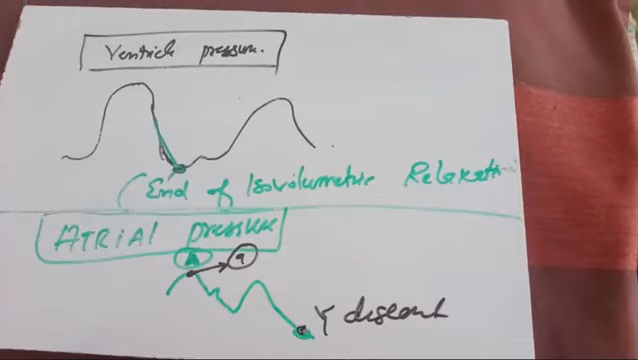 Ventricle pressure.
End of Isovolumetric Relaxation
ATRIAL pressure
A a
Y descent